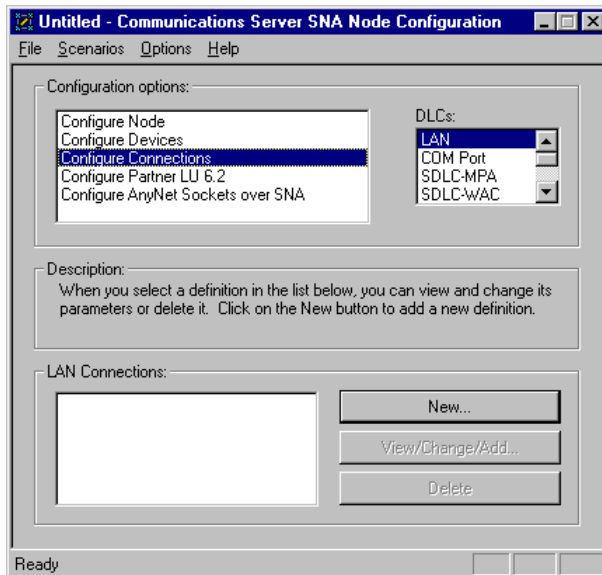 Untitled - Communications Server SNA Node Configuration
File Scenarios Options Help
Configuration options:
Configure Node
Configure Devices
Configure Connections
Configure Partner LU 6.2
Configure AnyNet Sockets over SNA
DLCs:
LAN
COM Port
SDLC-MPA
SDLC-WAC
Description:
When you select a definition in the list below, you can view and change its
parameters or delete it. Click on the New button to add a new definition.
LAN Connections:
New...
View/Change/Add...
Delete
Ready